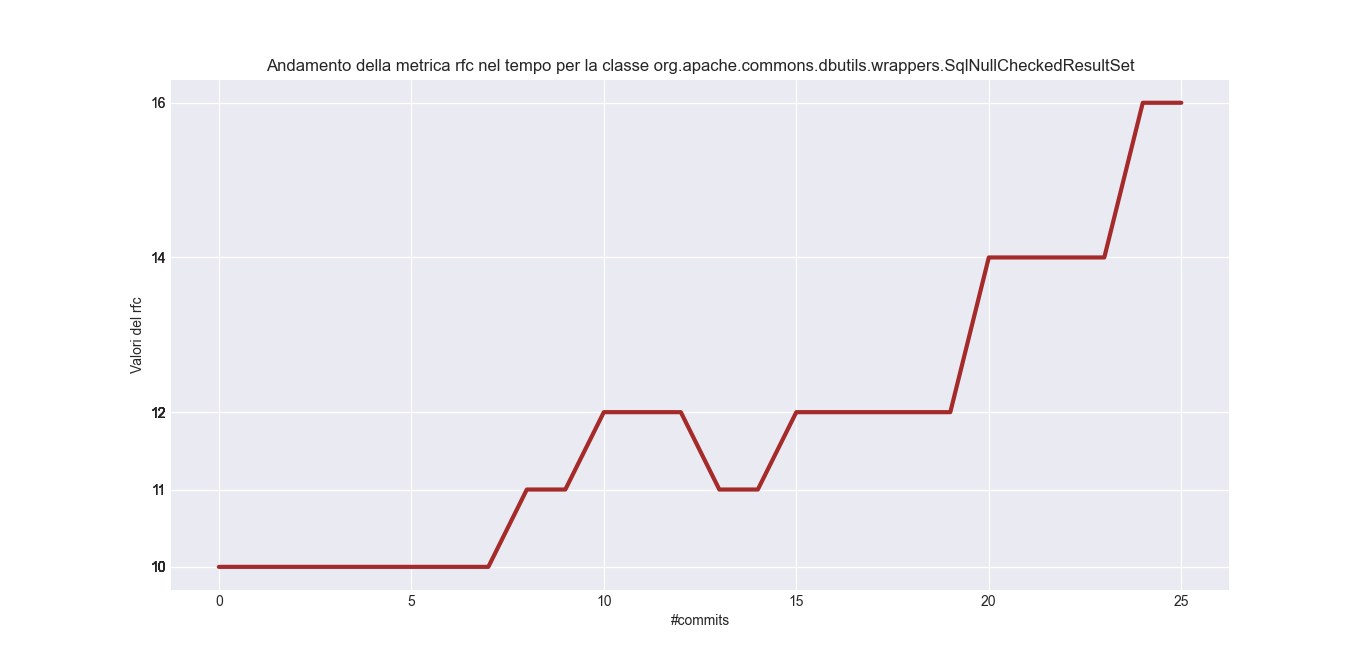 Andamento della metrica rfc nel tempo per la classe org.apache.commons.dbutils.wrappers.SqlNullCheckedResultSet
16
14
Valori del rfc
12
11
10
0 5 10 15 20 25
#commits